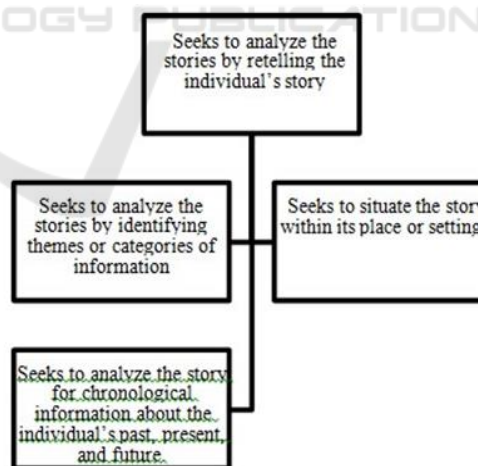 OGY PUBLICATION
Seeks to analyze the
stories by retelling the
individual's story
Seeks to analyze the
stories by identifying
themes or categories of
information
Seeks to situate the story
within its place or setting
Seeks to analyze the story
for chronological
information about the
individual's past, present,
and future.